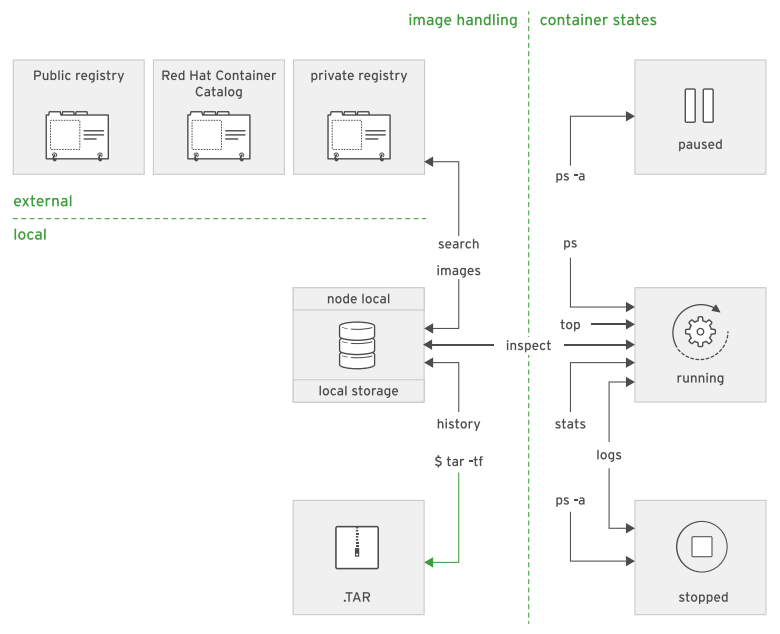 image handling
container states
Public registry
Red Hat Container
Catalog
private registry
paused
ps -a
external
local
search
images
ps
node local
local storage
top
inspect
running
history
stats
logs
$ tar -tf
ps -a
.TAR
stopped